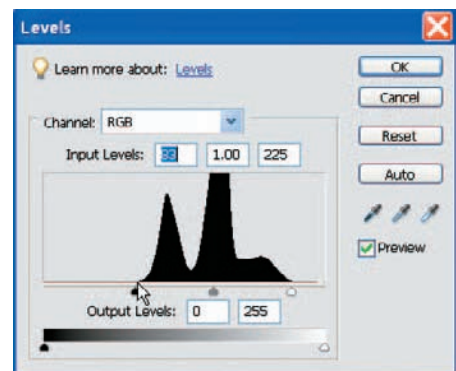 Levels
Learn more about: Levels
OK
Cancel
Channel: RGB
Reset
Input Levels: 83 1.00 225
Auto
Preview
Output Levels: 0 255